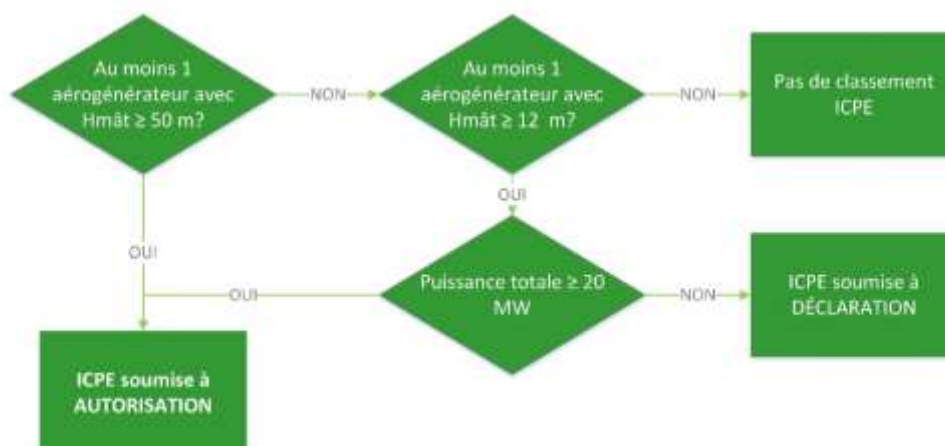 Au moins 1
aérogénérateur avec
Hmât ≥ 50 m?
NON
Au moins 1
aérogénérateur avec
Hmât ≥ 12 m?
NON
Pas de classement
ICPE
OUI
OUI
Puissance totale ≥ 20
MW
OUI
NON
ICPE soumise à
DÉCLARATION
ICPE soumise à
AUTORISATION